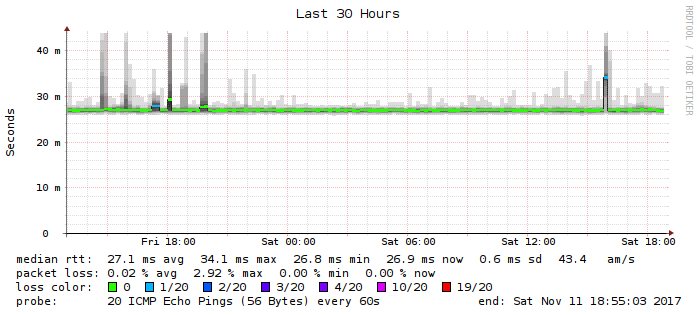 Last 30 Hours
RRDTOOL / TOBI OETIKER
Seconds
40 m
30 m
20 m
10 m
0
Fri 18:00 Sat 00:00 Sat 06:00 Sat 12:00 Sat 18:00
median rtt: 27.1 ms avg 34.1 ms max 26.8 ms min 26.9 ms now 0.6 ms sd 43.4 am/s
packet loss: 0.02 % avg 2.92 % max 0.00 % min 0.00 % now
loss color: 0 1/20 2/20 3/20 4/20 10/20 19/20
probe: 20 ICMP Echo Pings (56 Bytes) every 60s end: Sat Nov 11 18:55:03 2017